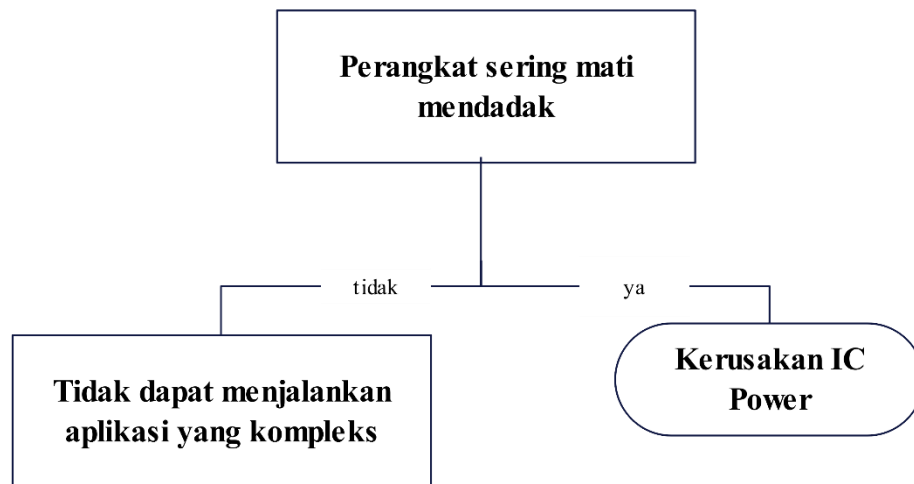 Perangkat sering mati
mendadak
tidak
ya
Tidak dapat menjalankan
aplikasi yang kompleks
Kerusakan IC
Power